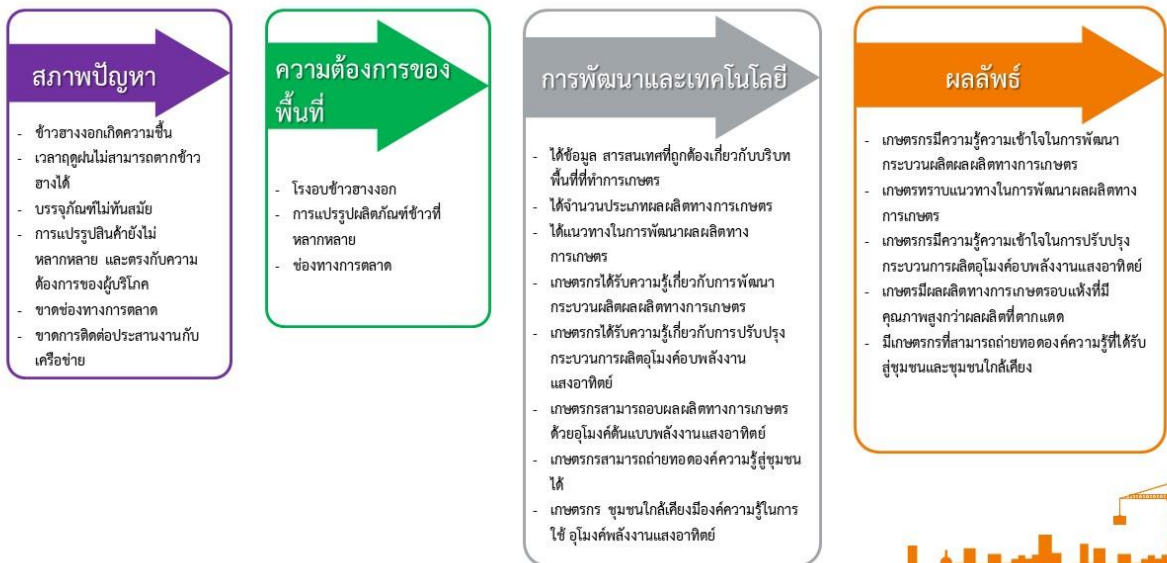 สภาพปัญหา
- ข้าวฮางงอกเกิดความชื้น
- เวลาฤดูฝนไม่สามารถตากข้าว
ฮางได้
- บรรจุภัณฑ์ไม่ทันสมัย
- การแปรรูปสินค้ายังไม่
หลากหลาย และตรงกับความ
ต้องการของผู้บริโภค
- ขาดช่องทางการตลาด
- ขาดการติดต่อประสานงานกับ
เครือข่าย
ความต้องการของ
พื้นที่
- โรงอบข้าวฮางงอก
- การแปรรูปผลิตภัณฑ์ข้าวที่
หลากหลาย
- ช่องทางการตลาด
การพัฒนาและเทคโนโลยี
- ได้ข้อมูล สารสนเทศที่ถูกต้องเกี่ยวกับบริบท
พื้นที่ที่ทำการเกษตร
- ได้จำนวนประเภทผลผลิตทางการเกษตร
- ได้แนวทางในการพัฒนาผลผลิตทาง
การเกษตร
- เกษตรกรได้รับความรู้เกี่ยวกับการพัฒนา
กระบวนผลิตผลผลิตทางการเกษตร
- เกษตรกรได้รับความรู้เกี่ยวกับการปรับปรุง
กระบวนการผลิตอุโมงค์อบพลังงาน
แสงอาทิตย์
- เกษตรกรสามารถอบผลผลิตทางการเกษตร
ด้วยอุโมงค์ต้นแบบพลังงานแสงอาทิตย์
- เกษตรกรสามารถถ่ายทอดองค์ความรู้สู่ชุมชน
ได้
- เกษตรกร ชุมชนใกล้เคียงมีองค์ความรู้ในการ
ใช้ อุโมงค์พลังงานแสงอาทิตย์
ผลลัพธ์
- เกษตรกรมีความรู้ความเข้าใจในการพัฒนา
กระบวนผลิตผลผลิตทางการเกษตร
- เกษตรทราบแนวทางในการพัฒนาผลผลิตทาง
การเกษตร
- เกษตรกรมีความรู้ความเข้าใจในการปรับปรุง
กระบวนการผลิตอุโมงค์อบพลังงานแสงอาทิตย์
- เกษตรมีผลผลิตทางการเกษตรอบแห้งที่มี
คุณภาพสูงกว่าผลผลิตที่ตากแดด
- มีเกษตรกรที่สามารถถ่ายทอดองค์ความรู้ที่ได้รับ
สู่ชุมชนและชุมชนใกล้เคียง